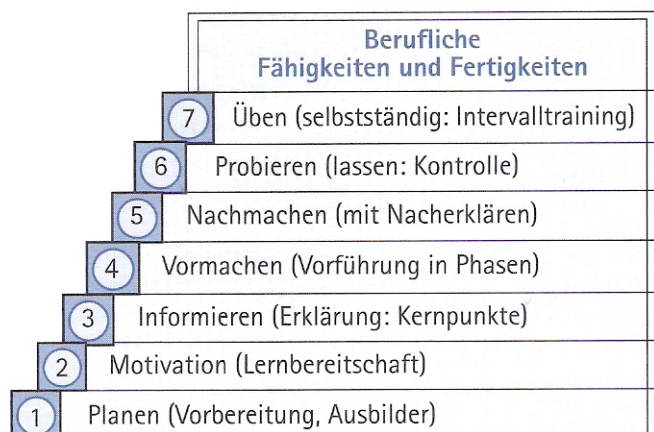 Berufliche
Fähigkeiten und Fertigkeiten
7 Üben (selbstständig: Intervalltraining)
6 Probieren (lassen: Kontrolle)
5 Nachmachen (mit Nacherklären)
4 Vormachen (Vorführung in Phasen)
3 Informieren (Erklärung: Kernpunkte)
2 Motivation (Lernbereitschaft)
1 Planen (Vorbereitung, Ausbilder)